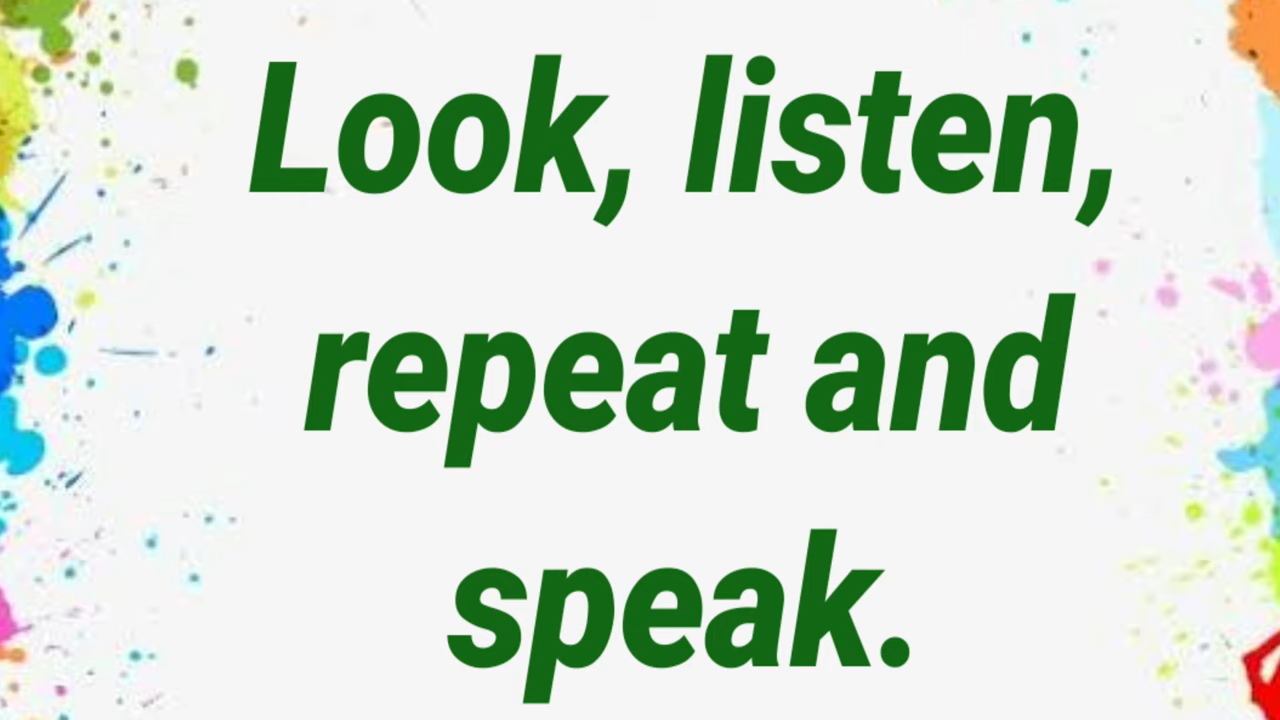 Look, listen,
repeat and
speak.